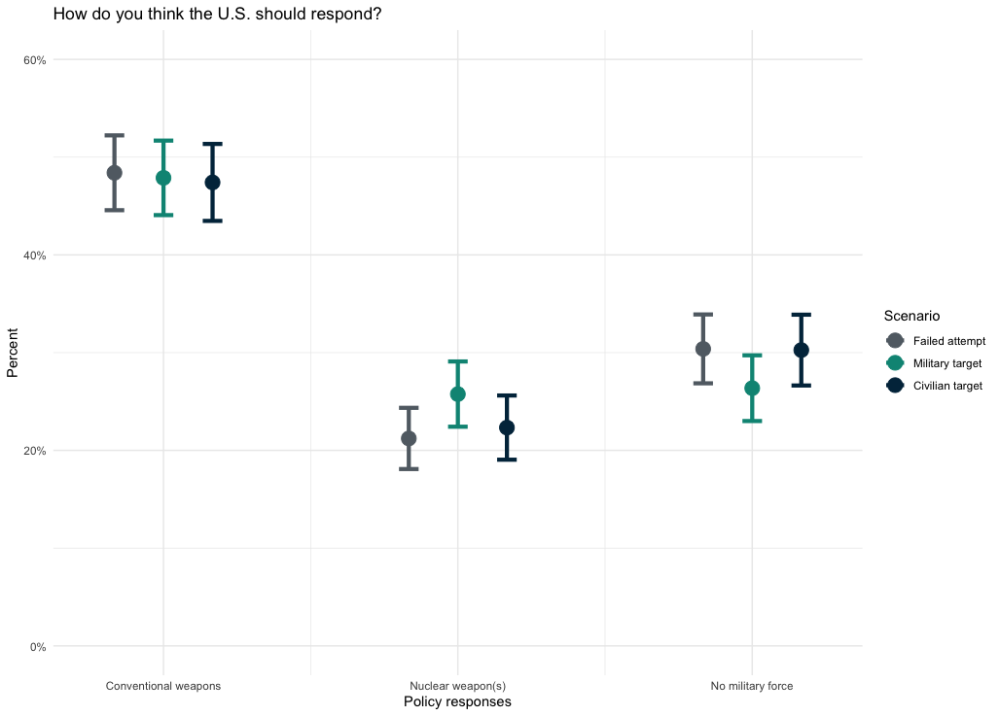 How do you think the U.S. should respond?
60%
40%
20%
0%
Percent
Conventional weapons
Nuclear weapon(s)
No military force
Policy responses
Scenario
Failed attempt
Military target
Civilian target